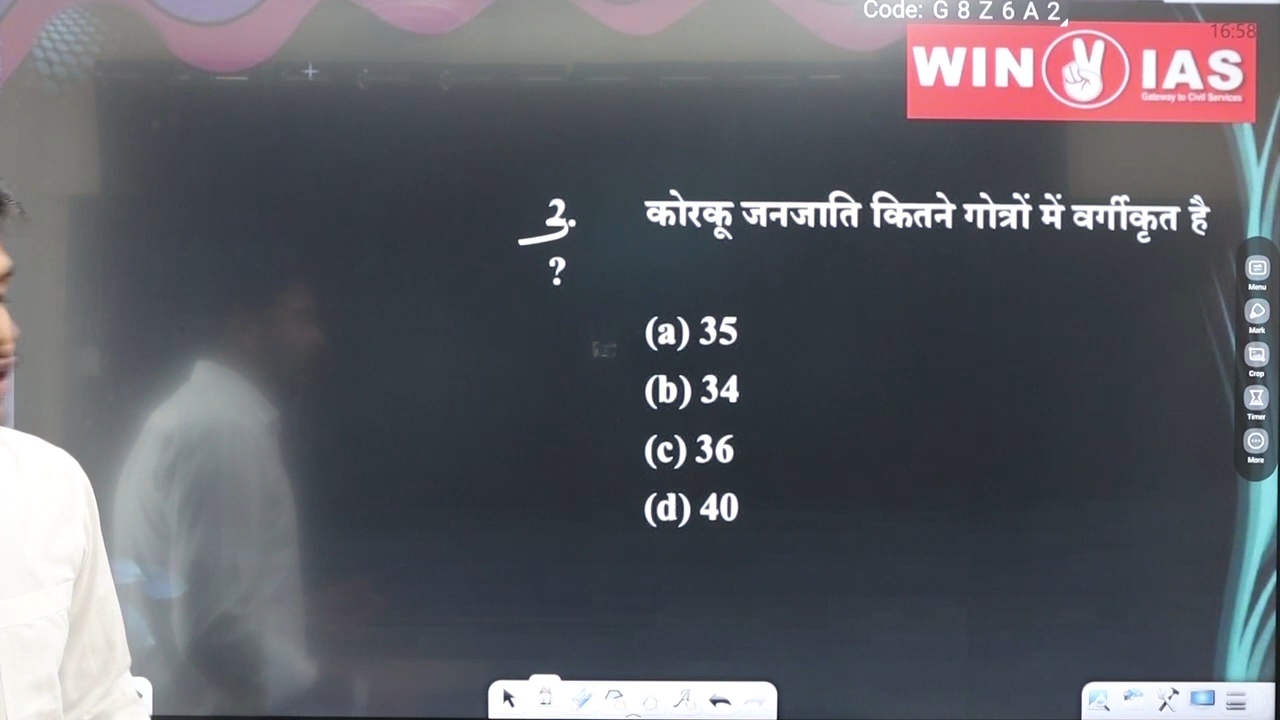 Code: G 8 Z 6 A 2
16:58
WIN IAS
Gateway to Civil Services
2. कोरकू जनजाति कितने गोत्रों में वर्गीकृत है
?
(a) 35
(b) 34
(c) 36
(d) 40
Menu
Mark
Crop
Timer
More